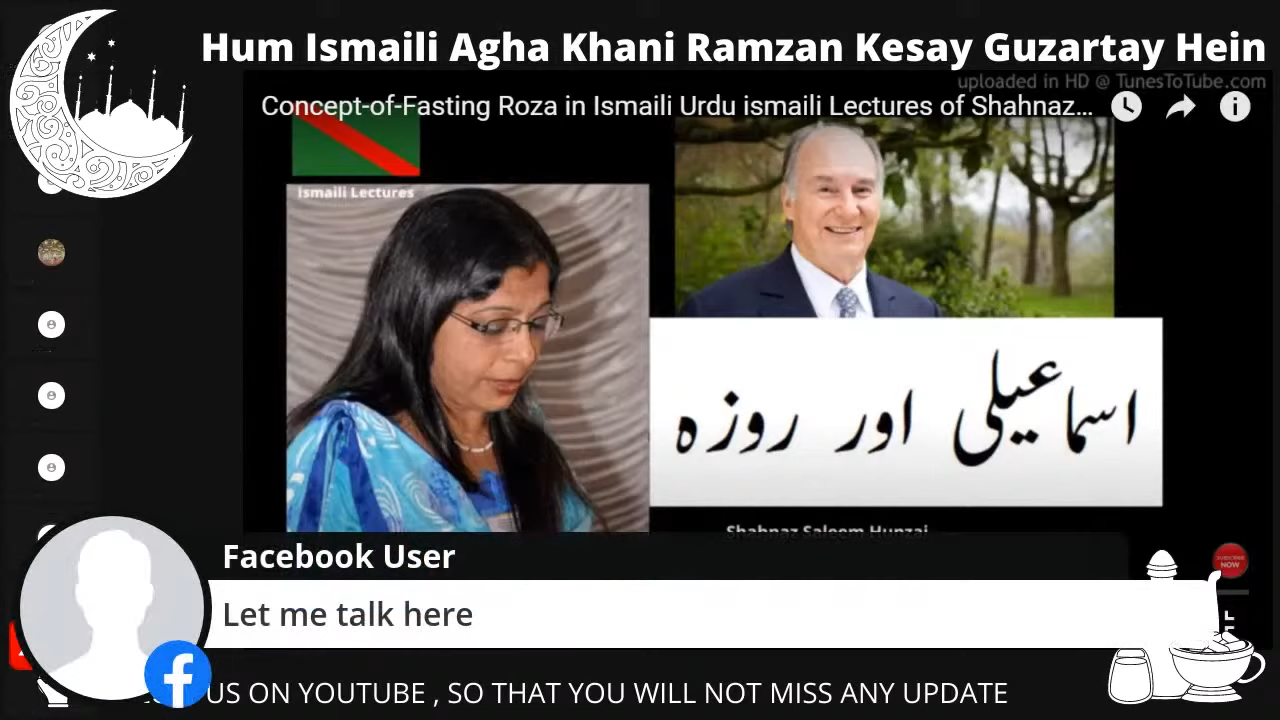 Hum Ismaili Agha Khani Ramzan Kesay Guzartay Hein
uploaded in HD @ TunesToTube.com
Concept-of-Fasting Roza in Ismaili Urdu ismaili Lectures of Shahnaz...
Ismaili Lectures
اسماعیلی اور روزہ
Shahnaz Saleem Hunzai
SUBSCRIBE
NOW
Facebook User
Let me talk here
US ON YOUTUBE , SO THAT YOU WILL NOT MISS ANY UPDATE